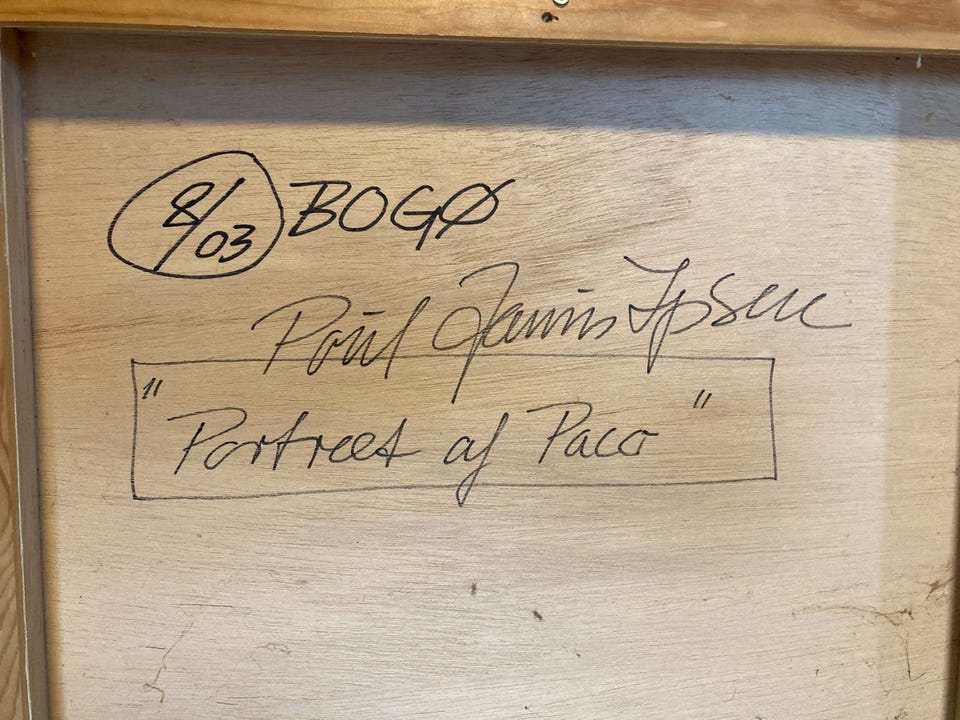 8/03 BOGØ
Poul Janus Ipsen
"Portræt af Paco"